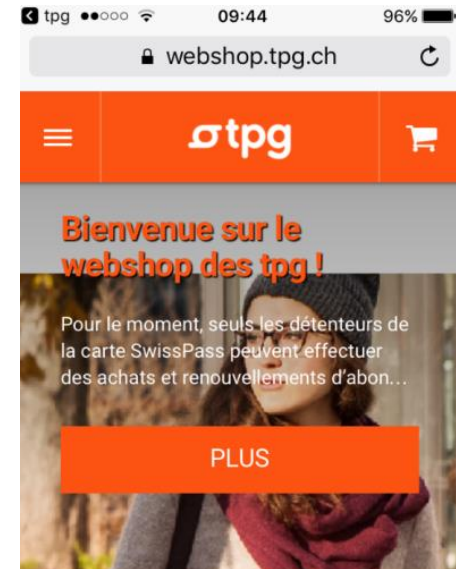 tpg 09:44 96%
webshop.tpg.ch
tpg
Bienvenue sur le
webshop des tpg !
Pour le moment, seuls les détenteurs de
la carte SwissPass peuvent effectuer
des achats et renouvellements d'abon...
PLUS